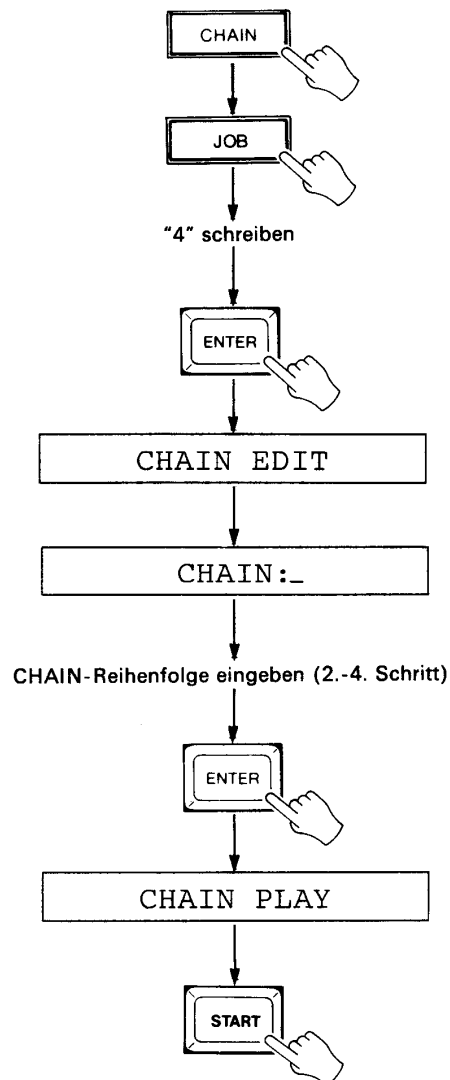 CHAIN
JOB
"4" schreiben
ENTER
CHAIN EDIT
CHAIN:_
CHAIN-Reihenfolge eingeben (2.-4. Schritt)
ENTER
CHAIN PLAY
START